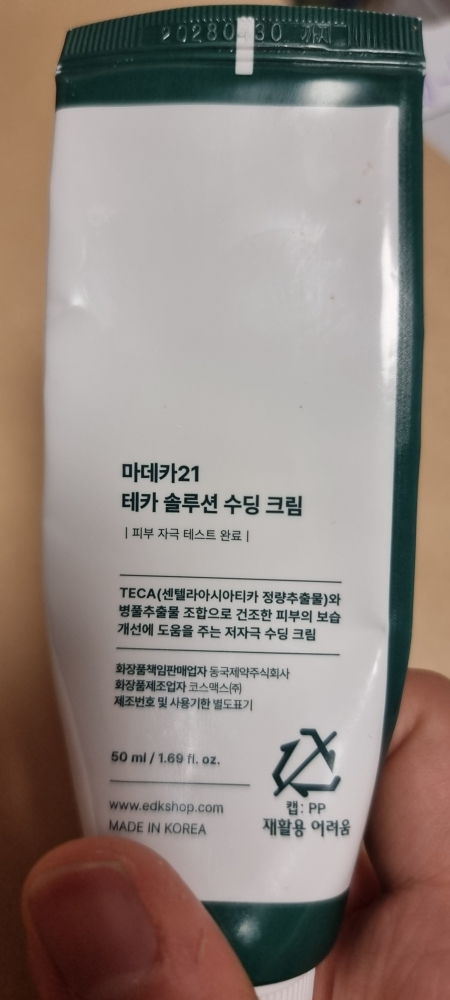 20280430 까지
마데카21
테카 솔루션 수딩 크림
| 피부 자극 테스트 완료 |
TECA(센텔라아시아티카 정량추출물)와
병풀추출물 조합으로 건조한 피부의 보습
개선에 도움을 주는 저자극 수딩 크림
화장품책임판매업자 동국제약주식회사
화장품제조업자 코스맥스㈜
제조번호 및 사용기한 별도표기
50 ml / 1.69 fl. oz.
www.edkshop.com
MADE IN KOREA
캡: PP
재활용 어려움